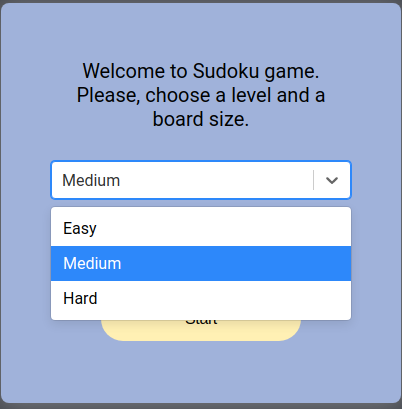 Welcome to Sudoku game.
Please, choose a level and a
board size.
Medium
Easy
Medium
Hard
Start